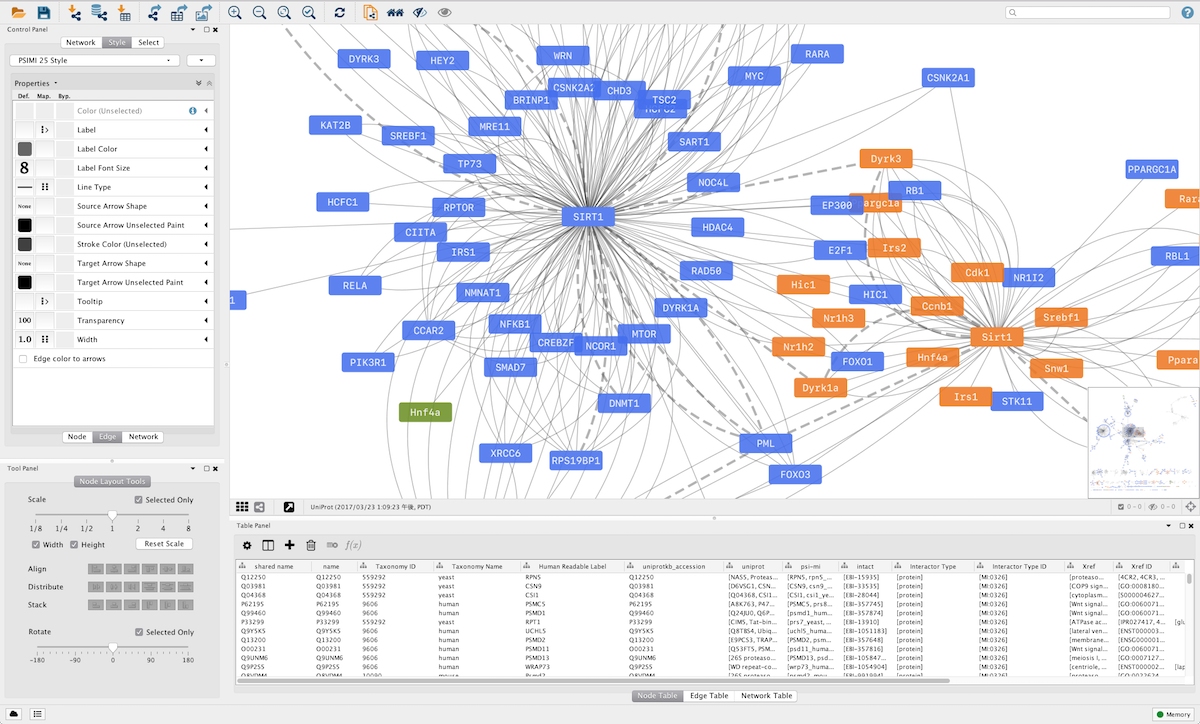 Control Panel
Network Style Select
PSIMI 25 Style
Properties
Def. Map. Byp.
Color (Unselected)
Label
Label Color
8 Label Font Size
Line Type
None Source Arrow Shape
Source Arrow Unselected Paint
Stroke Color (Unselected)
None Target Arrow Shape
Target Arrow Unselected Paint
Tooltip
100 Transparency
1.0 Width
Edge color to arrows
Node Edge Network
Tool Panel
Node Layout Tools
Scale Selected Only
1/8 1/4 1/2 1 2 4 8
Width Height Reset Scale
Align
Distribute
Stack
Rotate Selected Only
-180 -90 0 90 180
DYRK3
HEY2
WRN
RARA
CSNK2A2
CHD3
MYC
CSNK2A1
BRINP1
TSC2
KAT2B
SREBF1
MRE11
SART1
TP73
Dyrk3
PPARGC1A
NOC4L
RB1
HCFC1
RPTOR
SIRT1
EP300
argc1a
Rara
CIITA
HDAC4
IRS1
E2F1
Irs2
RBL1
RAD50
Cdk1
NR1I2
RELA
NMNAT1
Hic1
HIC1
1
DYRK1A
Ccnb1
Nr1h3
Srebf1
CCAR2
NFKB1
MTOR
CREBZF
NCOR1
Sirt1
Nr1h2
PIK3R1
SMAD7
FOXO1
Hnf4a
Snw1
Ppara
Dyrk1a
DNMT1
Irs1
STK11
Hnf4a
PML
XRCC6
RPS19BP1
FOXO3
UniProt (2017/03/23 1:09:23 午後, PDT)
0 - 0 0 - 0
Table Panel
f(x)
shared name name Taxonomy ID Taxonomy Name Human Readable Label uniprotkb_accession uniprot psi-mi intact Interactor Type Interactor Type ID Xref Xref ID
Q12250 Q12250 559292 yeast RPN5 Q12250 [NAS5, Proteas... [RPN5, rpn5_... [EBI-15935] [protein] [MI:0326] [proteaso... [4CR2, 4CR3, ...
Q03981 Q03981 559292 yeast CSN9 Q03981 [D6VSG1, CSN... [CSN9, csn9_... [EBI-33535] [protein] [MI:0326] [COP9 sign... [GO:0008180...
Q04368 Q04368 559292 yeast CSI1 Q04368 [Q04368, CSI... [CSI1, csi1_ye... [EBI-28044] [protein] [MI:0326] [cytoplasm... [S000004627...
P62195 P62195 9606 human PSMC5 P62195 [A8K763, P47... [PSMC5, prs8... [EBI-357745] [protein] [MI:0326] [Wnt signal... [GO:0060071...
Q99460 Q99460 9606 human PSMD1 Q99460 [Q24JU0, Q6P... [psmd1_huma... [EBI-357874] [protein] [MI:0326] [Wnt signal... [GO:0060071...
P33299 P33299 559292 yeast RPT1 P33299 [CIM5, Tat-bin... [prs7_yeast, ... [EBI-13910] [protein] [MI:0326] [ATPase ac... [IPR027417, 4...
Q9Y5K5 Q9Y5K5 9606 human UCHL5 Q9Y5K5 [Q8TBS4, Ubiq... [uchl5_huma... [EBI-1051183] [protein] [MI:0326] [lateral ven... [ENST000003...
Q13200 Q13200 9606 human PSMD2 Q13200 [E9PCS3, TRAP... [PSMD2, psm... [EBI-357648] [protein] [MI:0326] [membrane... [ENSG000001...
O00231 O00231 9606 human PSMD11 O00231 [Q53FT5, PSM... [psd11_huma... [EBI-357816] [protein] [MI:0326] [Wnt signal... [GO:0060071...
Q9UNM6 Q9UNM6 9606 human PSMD13 Q9UNM6 [26S proteaso... [PSMD13, psd... [EBI-105847... [protein] [MI:0326] [meiosis I, ... [GO:0007127...
Q9P2S5 Q9P2S5 9606 human WRAP73 Q9P2S5 [WD repeat-co... [wrp73_human... [EBI-1054904] [protein] [MI:0326] [centriole, ... [ENST000002...
Node Table Edge Table Network Table
Memory